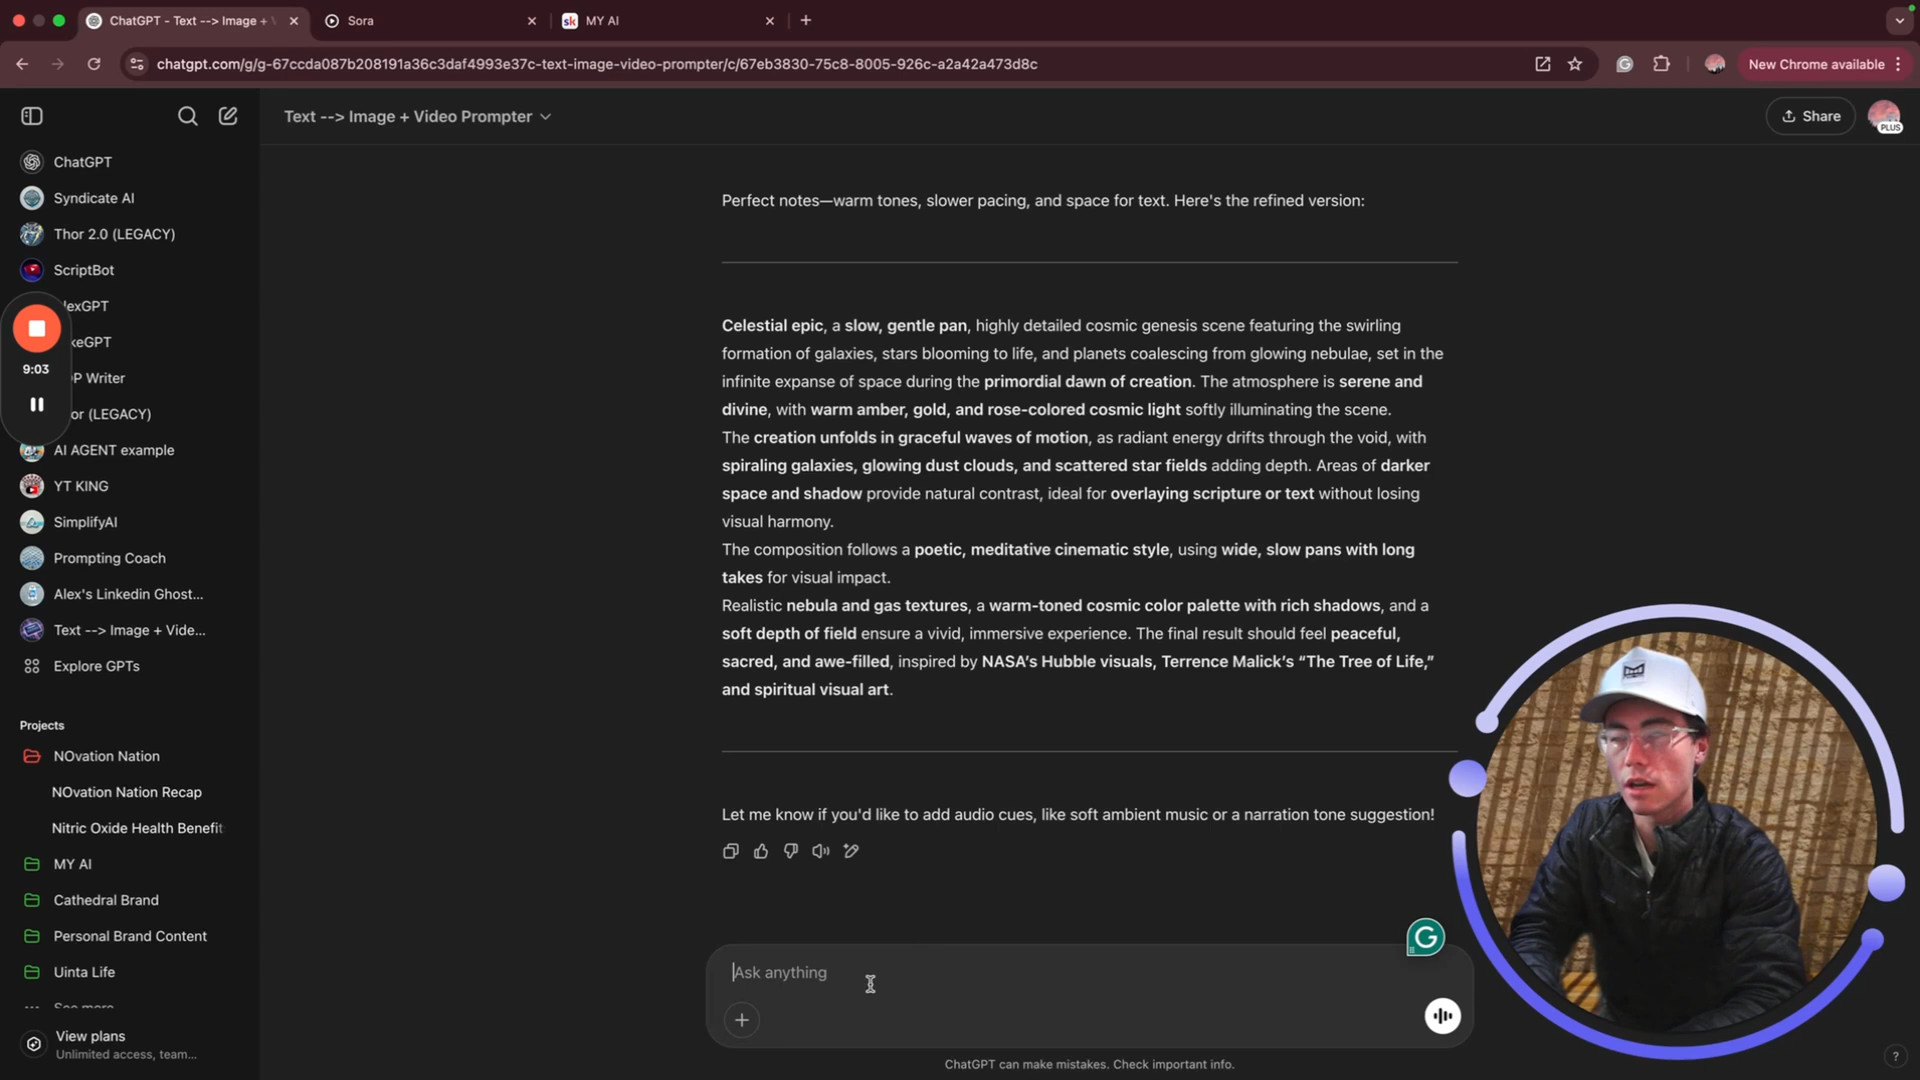 ChatGPT - Text --> Image + V
Sora
sk
MY AI
chatgpt.com/g/g-67ccda087b208191a36c3daf4993e37c-text-image-video-prompter/c/67eb3830-75c8-8005-926c-a2a42a473d8c
New Chrome available
Text --> Image + Video Prompter
Share
PLUS
ChatGPT
Syndicate AI
Thor 2.0 (LEGACY)
ScriptBot
lexGPT
keGPT
P Writer
or (LEGACY)
AI AGENT example
YT KING
SimplifyAI
Prompting Coach
Alex's Linkedin Ghost...
Text --> Image + Vide...
Explore GPTs
9:03
Projects
NOvation Nation
NOvation Nation Recap
Nitric Oxide Health Benefit
MY AI
Cathedral Brand
Personal Brand Content
Uinta Life
See more
View plans
Unlimited access, team...
Perfect notes—warm tones, slower pacing, and space for text. Here's the refined version:
Celestial epic, a slow, gentle pan, highly detailed cosmic genesis scene featuring the swirling
formation of galaxies, stars blooming to life, and planets coalescing from glowing nebulae, set in the
infinite expanse of space during the primordial dawn of creation. The atmosphere is serene and
divine, with warm amber, gold, and rose-colored cosmic light softly illuminating the scene.
The creation unfolds in graceful waves of motion, as radiant energy drifts through the void, with
spiraling galaxies, glowing dust clouds, and scattered star fields adding depth. Areas of darker
space and shadow provide natural contrast, ideal for overlaying scripture or text without losing
visual harmony.
The composition follows a poetic, meditative cinematic style, using wide, slow pans with long
takes for visual impact.
Realistic nebula and gas textures, a warm-toned cosmic color palette with rich shadows, and a
soft depth of field ensure a vivid, immersive experience. The final result should feel peaceful,
sacred, and awe-filled, inspired by NASA's Hubble visuals, Terrence Malick's “The Tree of Life,”
and spiritual visual art.
Let me know if you'd like to add audio cues, like soft ambient music or a narration tone suggestion!
G
Ask anything
ChatGPT can make mistakes. Check important info.
?